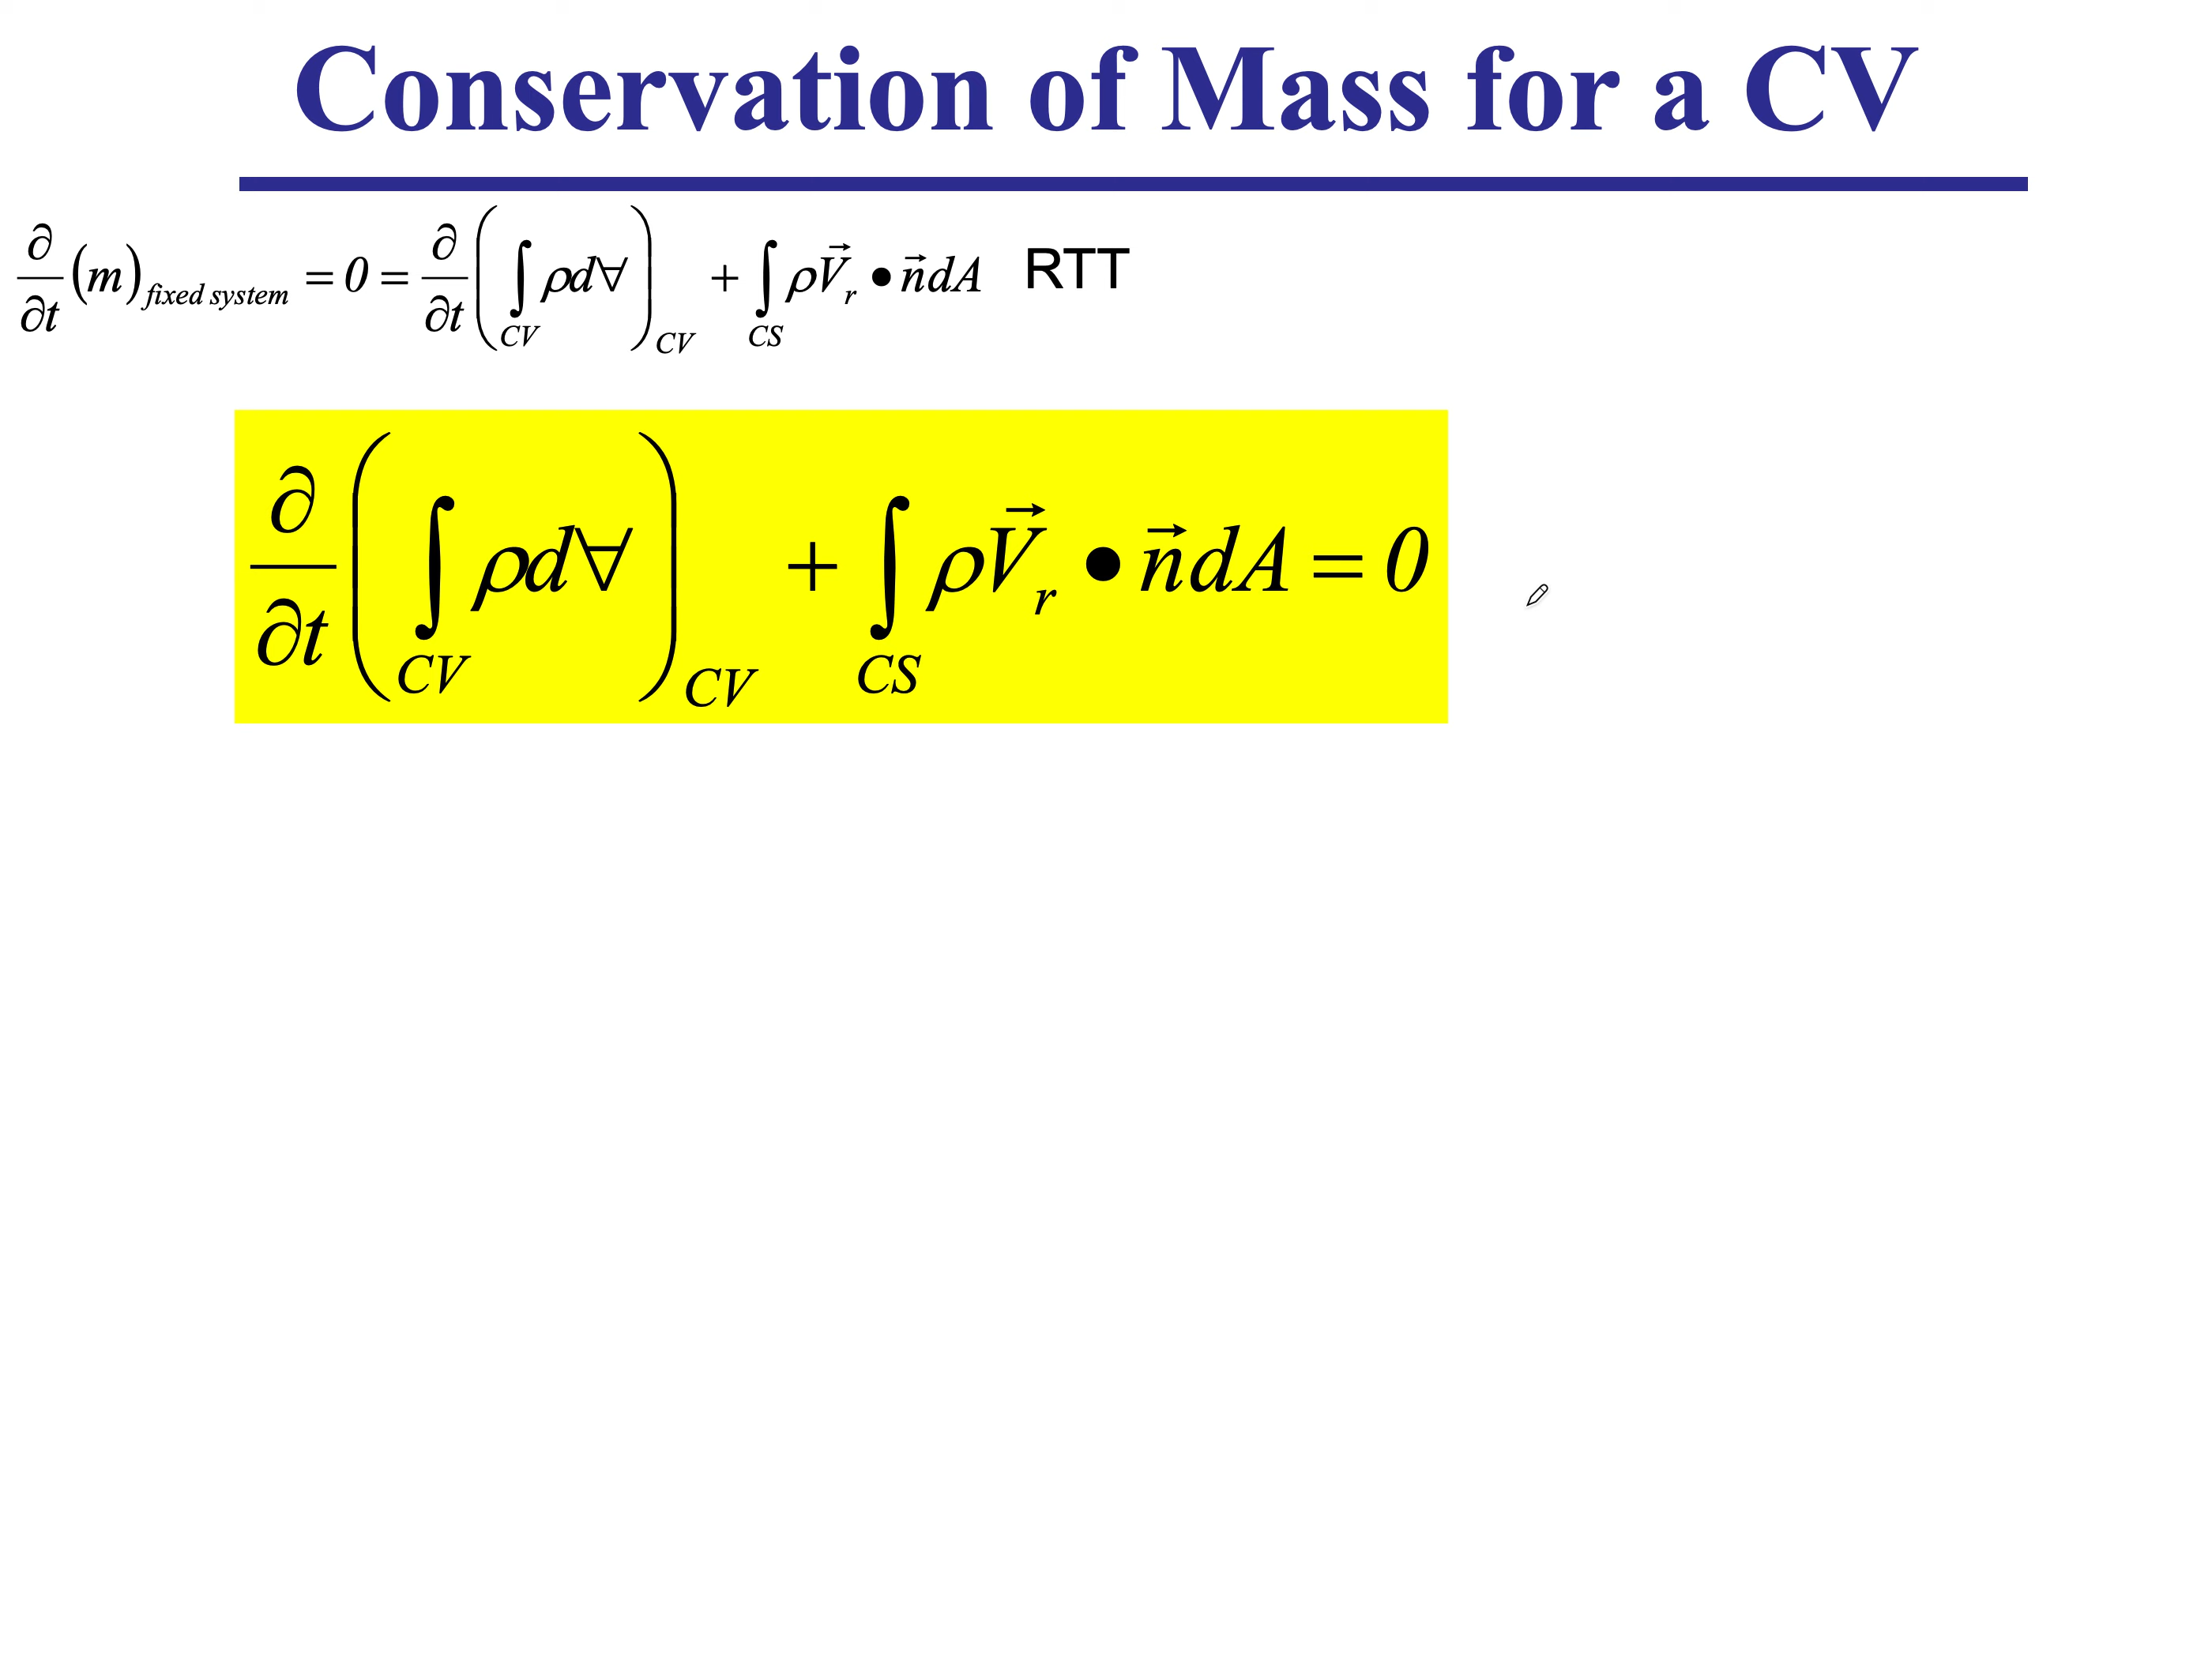 Conservation of Mass for a CV
∂/∂t (m)_fixed system = 0 = ∂/∂t (∫_CV ρd∀)_CV + ∫_CS ρV⃗_r • n⃗dA RTT
∂/∂t (∫_CV ρd∀)_CV + ∫_CS ρV⃗_r • n⃗dA = 0